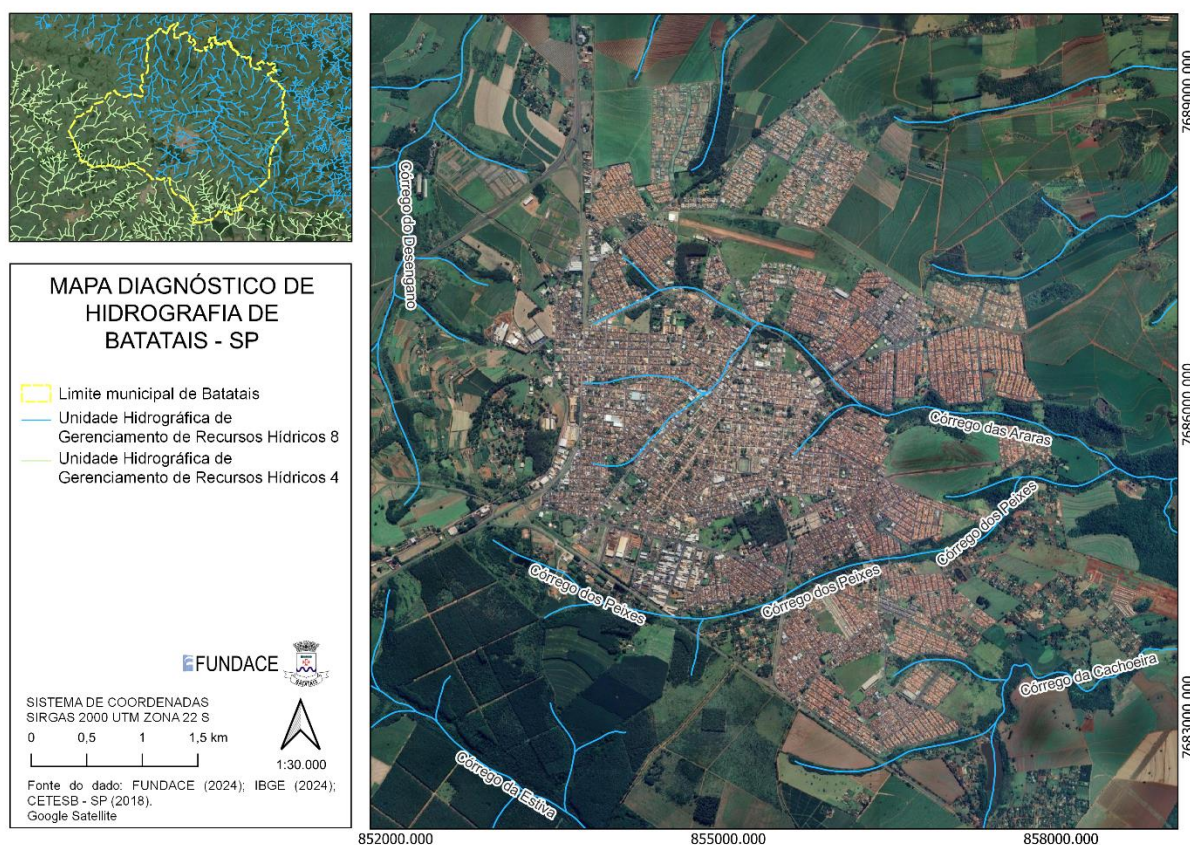 MAPA DIAGNÓSTICO DE
HIDROGRAFIA DE
BATATAIS - SP
Limite municipal de Batatais
Unidade Hidrográfica de
Gerenciamento de Recursos Hídricos 8
Unidade Hidrográfica de
Gerenciamento de Recursos Hídricos 4
FUNDACE
BATATAIS
SISTEMA DE COORDENADAS
SIRGAS 2000 UTM ZONA 22 S
0 0,5 1 1,5 km
1:30.000
Fonte do dado: FUNDACE (2024); IBGE (2024);
CETESB - SP (2018).
Google Satellite
Córrego do Desengano
Córrego das Araras
Córrego dos Peixes
Córrego dos Peixes
Córrego dos Peixes
Córrego da Cachoeira
Córrego da Estiva
7689000.000
7686000.000
7683000.000
852000.000
855000.000
858000.000